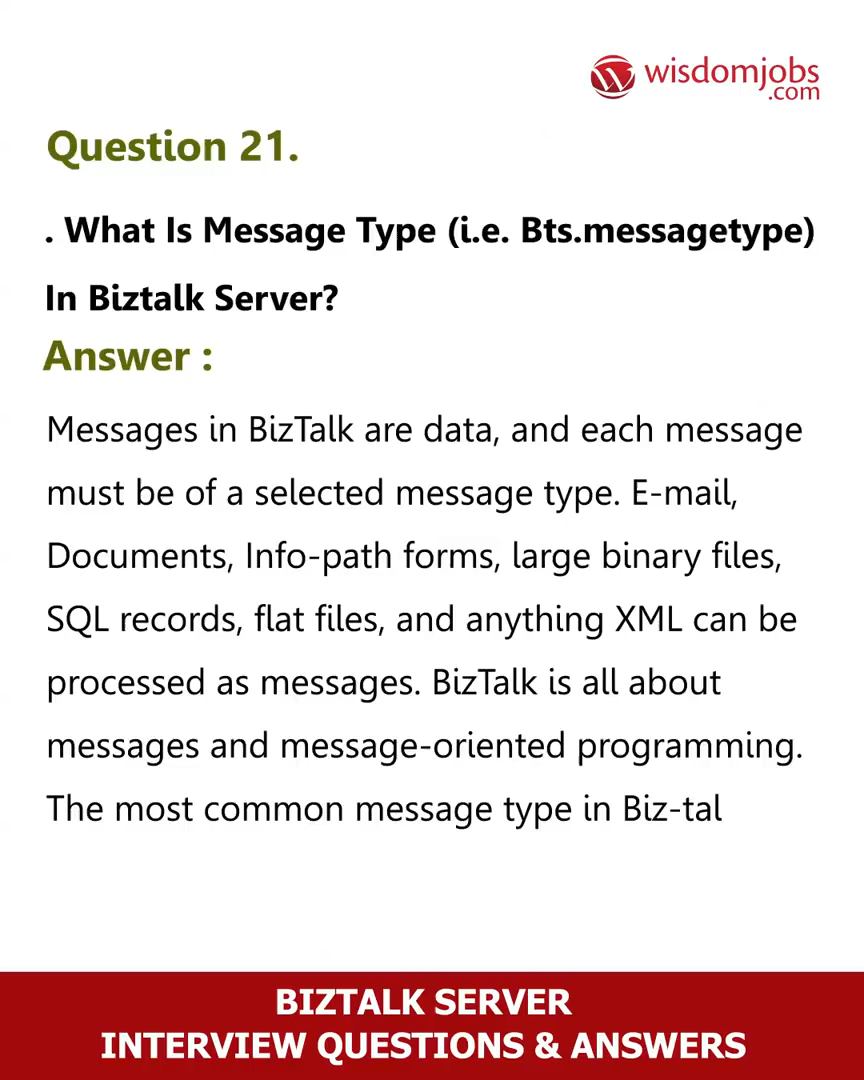 wisdomjobs
.com
Question 21.
. What Is Message Type (i.e. Bts.messagetype)
In Biztalk Server?
Answer :
Messages in BizTalk are data, and each message
must be of a selected message type. E-mail,
Documents, Info-path forms, large binary files,
SQL records, flat files, and anything XML can be
processed as messages. BizTalk is all about
messages and message-oriented programming.
The most common message type in Biz-tal
BIZTALK SERVER
INTERVIEW QUESTIONS & ANSWERS